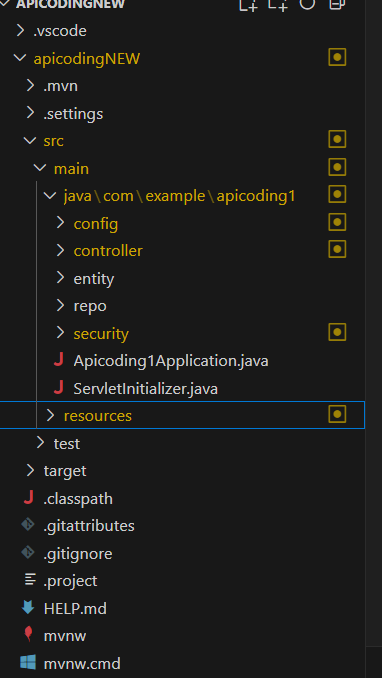 APICODINGNEW
.vscode
apicodingNEW
.mvn
.settings
src
main
java\com\example\apicoding1
config
controller
entity
repo
security
J Apicoding1Application.java
J ServletInitializer.java
resources
test
target
J .classpath
.gitattributes
.gitignore
.project
HELP.md
mvnw
mvnw.cmd